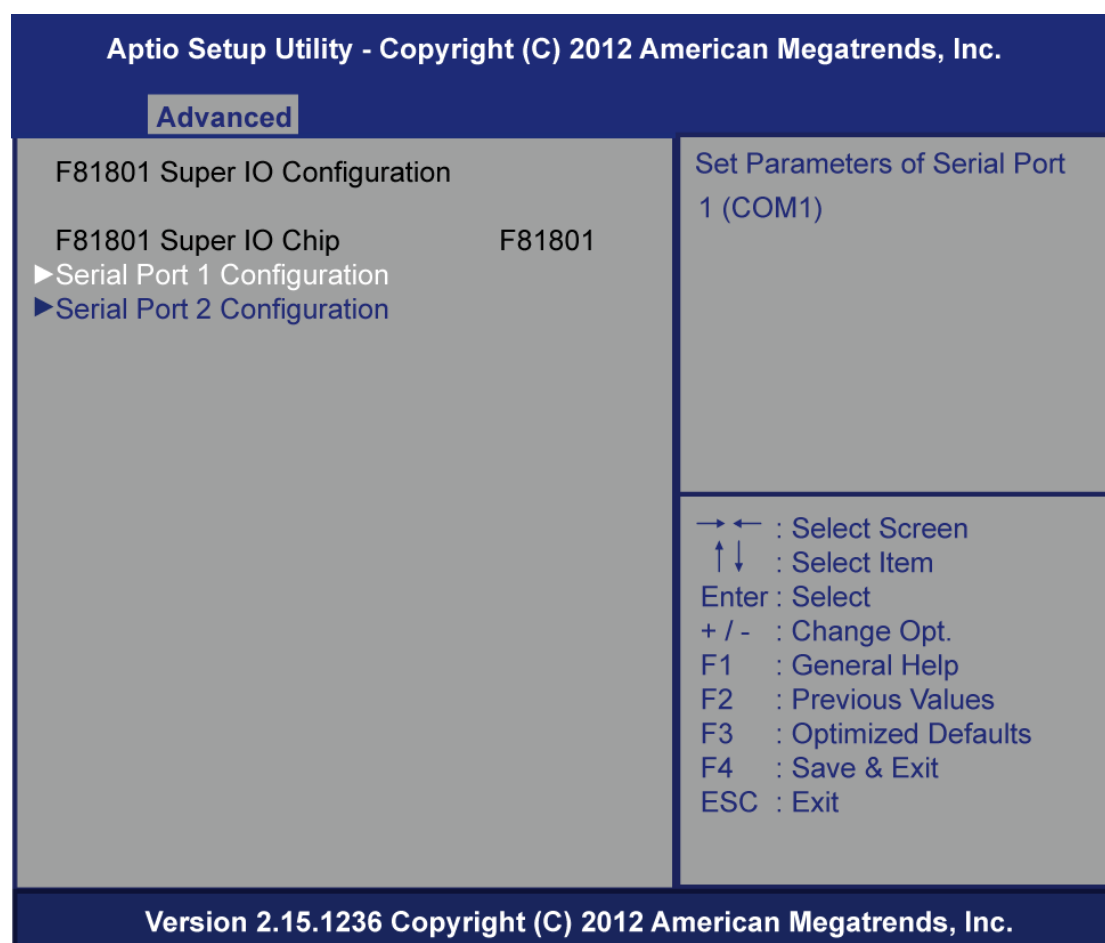 Aptio Setup Utility - Copyright (C) 2012 American Megatrends, Inc.
Advanced
F81801 Super IO Configuration
F81801 Super IO Chip F81801
►Serial Port 1 Configuration
►Serial Port 2 Configuration
Set Parameters of Serial Port
1 (COM1)
→← : Select Screen
↑↓ : Select Item
Enter : Select
+ / - : Change Opt.
F1 : General Help
F2 : Previous Values
F3 : Optimized Defaults
F4 : Save & Exit
ESC : Exit
Version 2.15.1236 Copyright (C) 2012 American Megatrends, Inc.